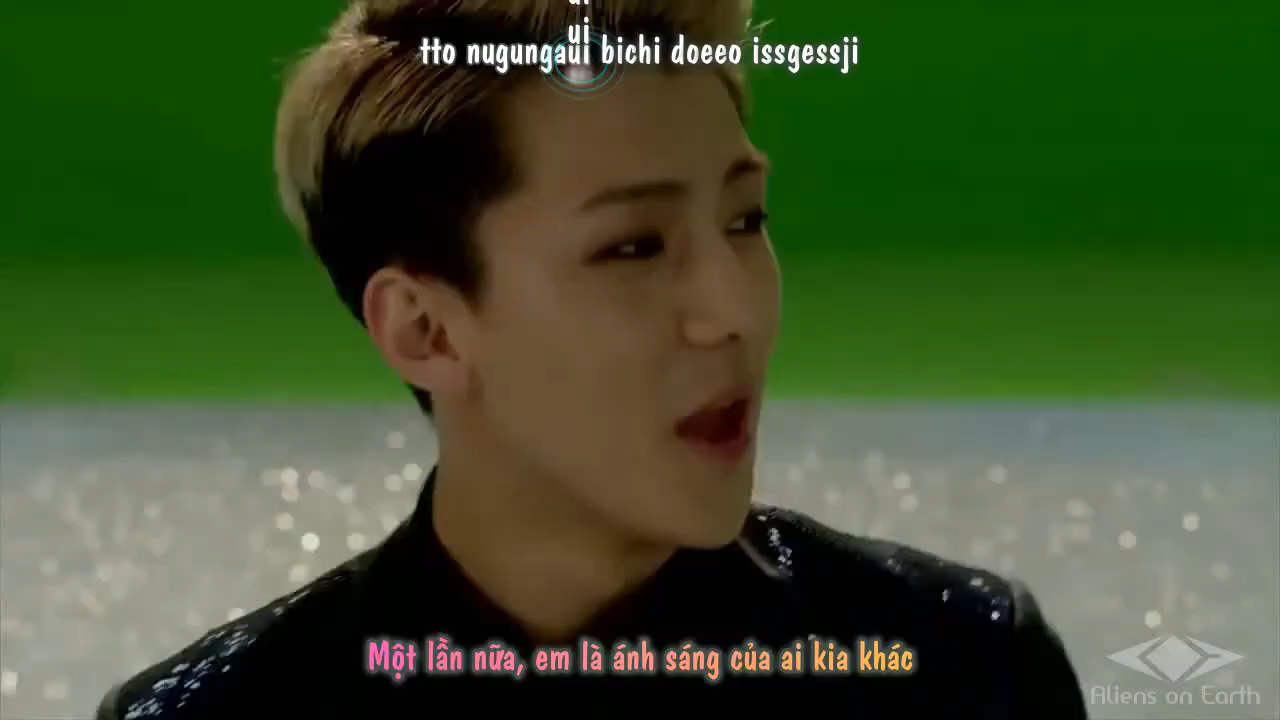 ui
ui
tto nugungaui bichi doeeo issgessji
Một lần nữa, em là ánh sáng của ai kia khác
Aliens on Earth